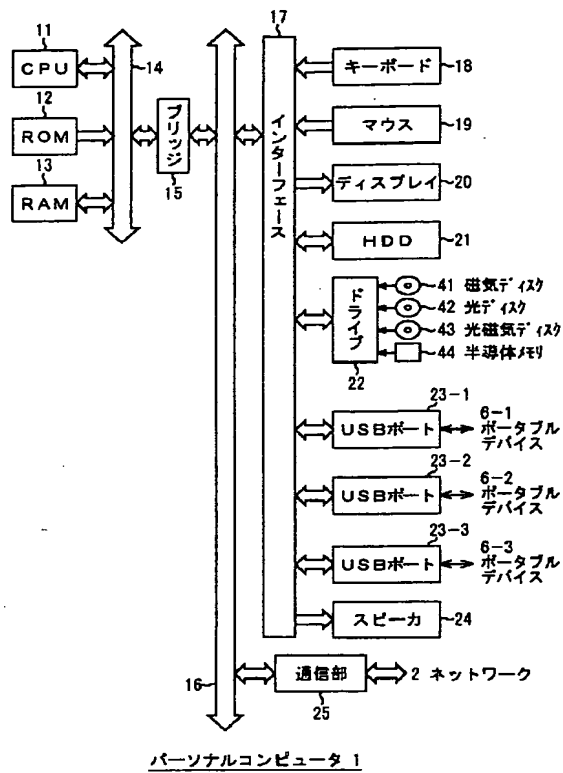 11
CPU
14
12
ROM
13
RAM
ブリッジ
15
16
17
インターフェース
キーボード
18
マウス
19
ディスプレイ
20
HDD
21
ドライブ
22
41 磁気ディスク
42 光ディスク
43 光磁気ディスク
44 半導体メモリ
23-1
USBポート
6-1
ポータブル
デバイス
23-2
USBポート
6-2
ポータブル
デバイス
23-3
USBポート
6-3
ポータブル
デバイス
スピーカ
24
通信部
25
2 ネットワーク
パーソナルコンピュータ 1